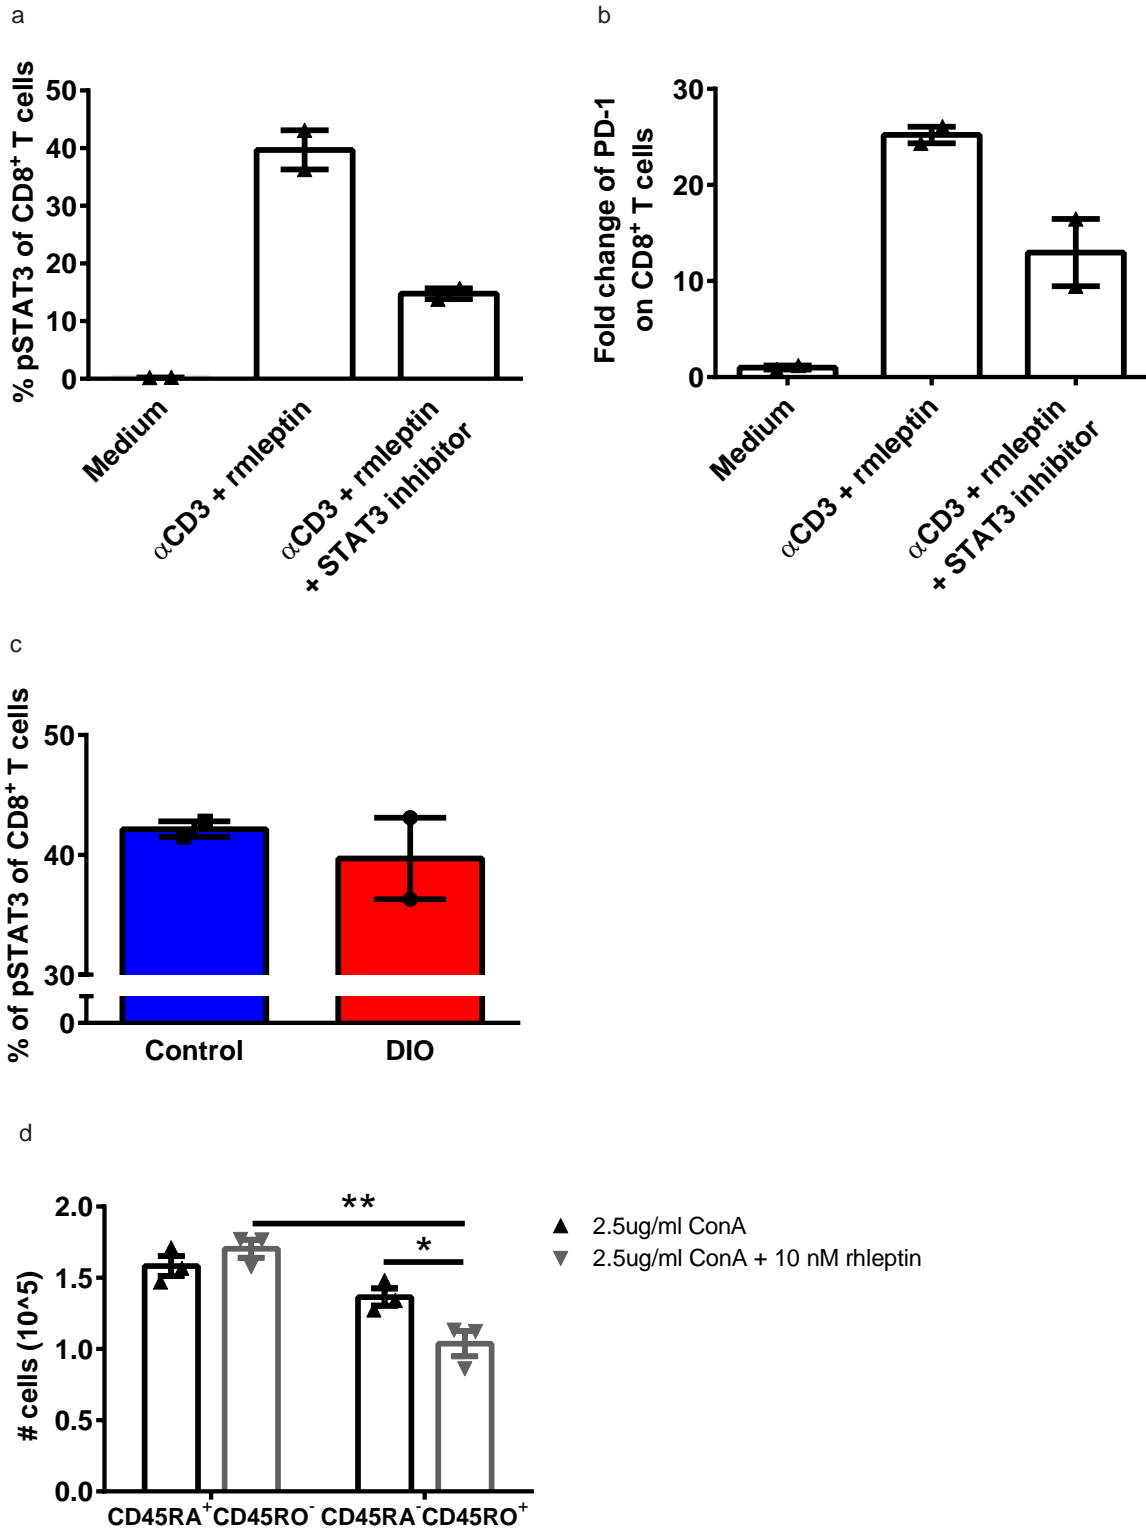 a
% pSTAT3 of CD8⁺ T cells
50
40
30
20
10
0
Medium
αCD3 + rmleptin
αCD3 + rmleptin
+ STAT3 inhibitor
b
Fold change of PD-1
on CD8⁺ T cells
30
20
10
0
Medium
αCD3 + rmleptin
αCD3 + rmleptin
+ STAT3 inhibitor
c
% of pSTAT3 of CD8⁺ T cells
50
40
30
0
Control
DIO
d
# cells (10^5)
2.0
1.5
1.0
0.5
0.0
**
*
CD45RA⁺CD45RO⁻
CD45RA⁻CD45RO⁺
2.5ug/ml ConA
2.5ug/ml ConA + 10 nM rhleptin